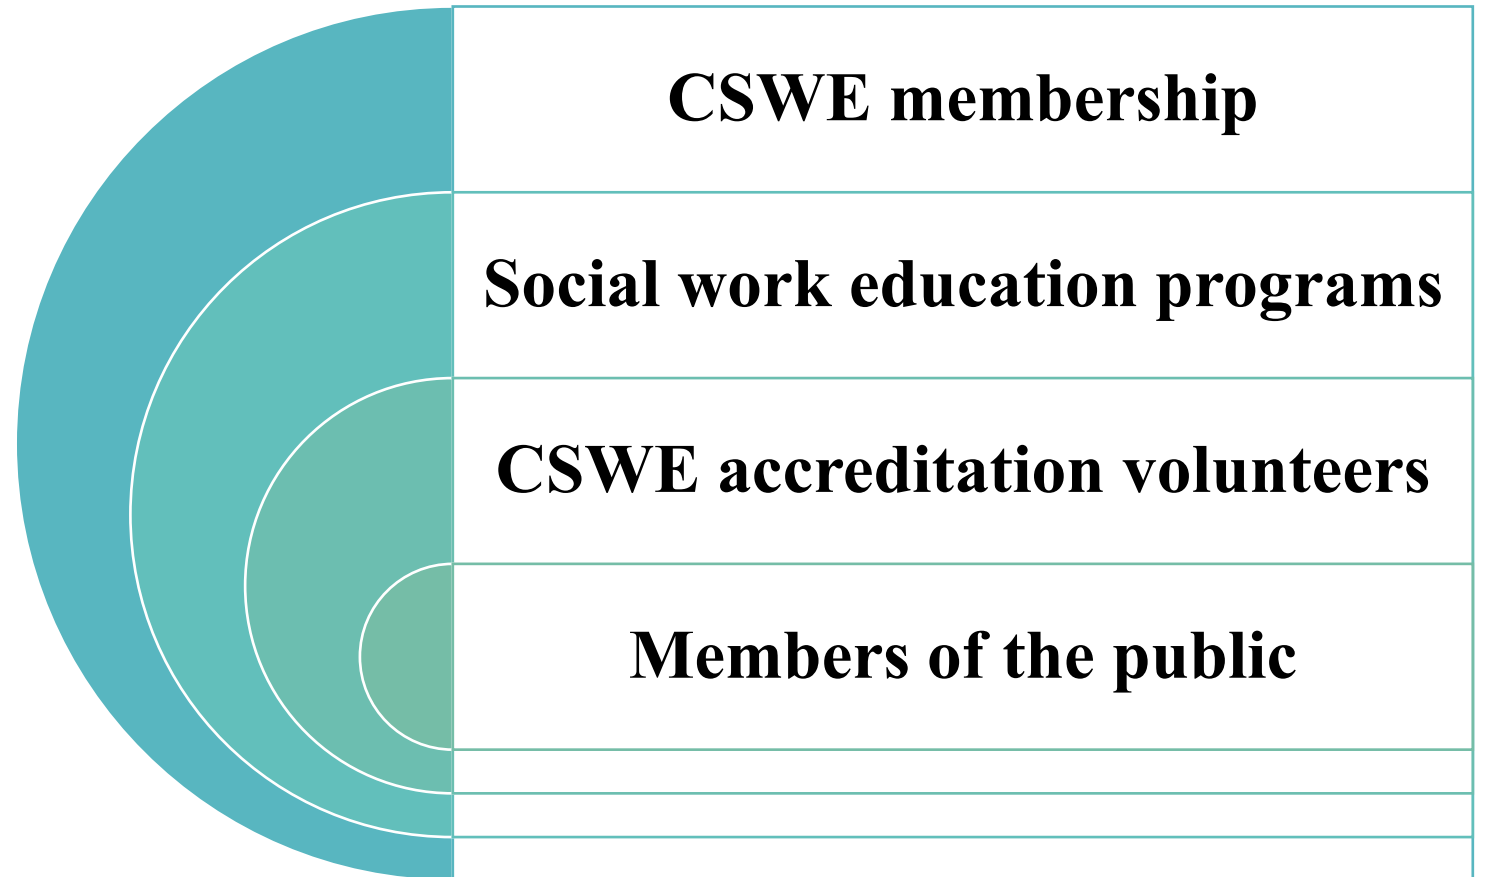 CSWE membership
Social work education programs
CSWE accreditation volunteers
Members of the public